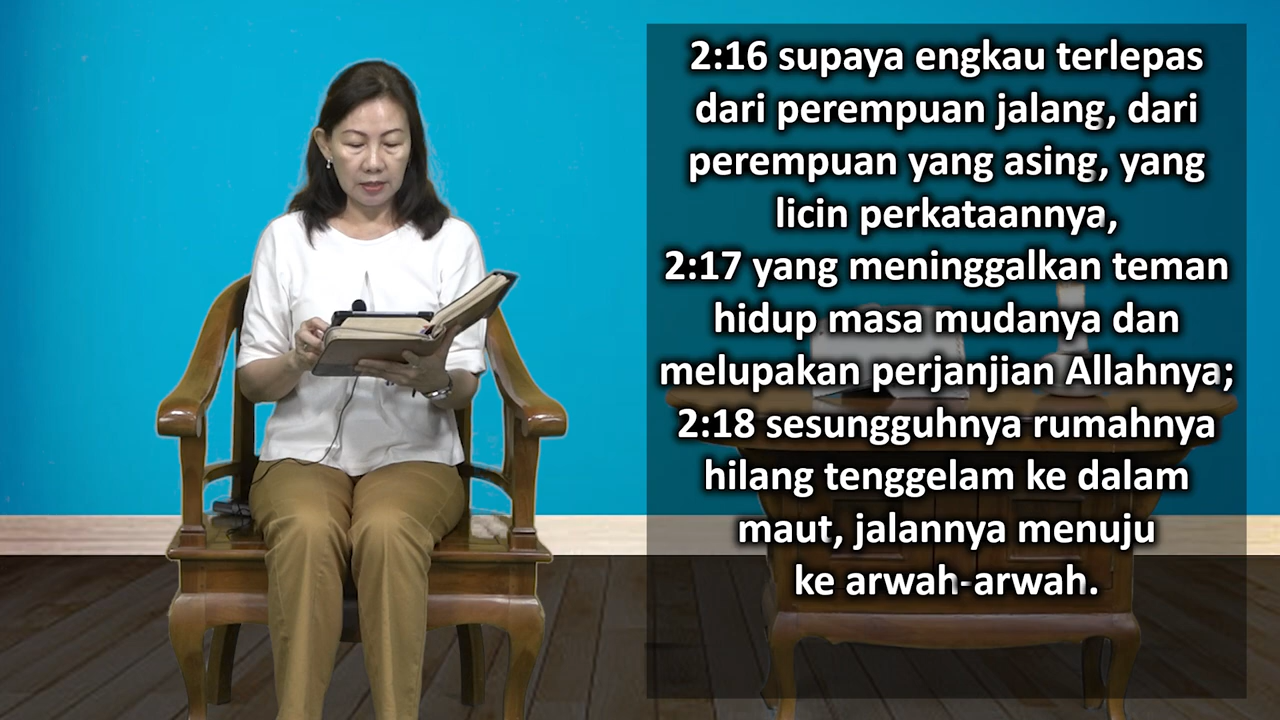 2:16 supaya engkau terlepas
dari perempuan jalang, dari
perempuan yang asing, yang
licin perkataannya,
2:17 yang meninggalkan teman
hidup masa mudanya dan
melupakan perjanjian Allahnya;
2:18 sesungguhnya rumahnya
hilang tenggelam ke dalam
maut, jalannya menuju
ke arwah-arwah.